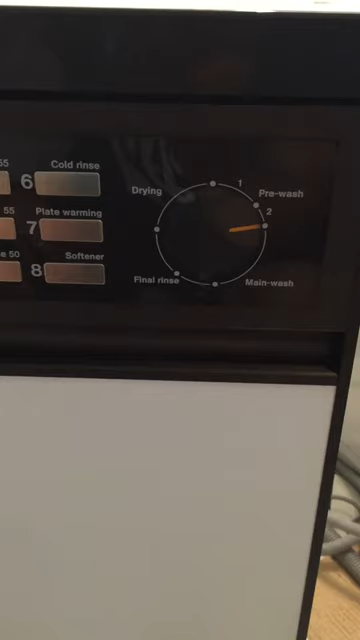 55
Cold rinse
6
55
Plate warming
7
e 50
Softener
8
Drying
1
Pre-wash
2
Final rinse
Main-wash